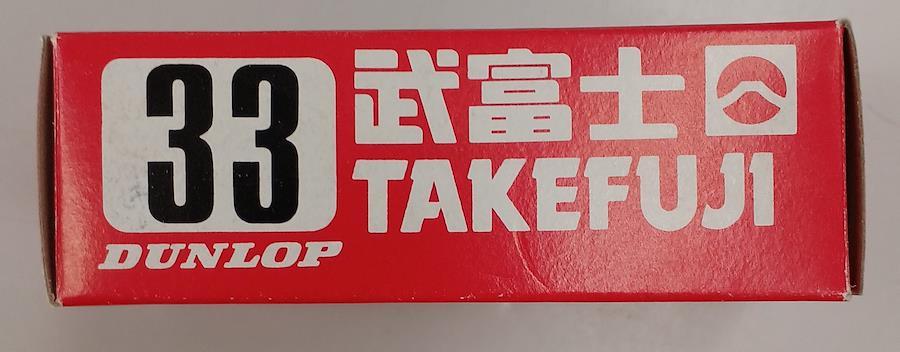 33
DUNLOP
武富士
TAKEFUJI